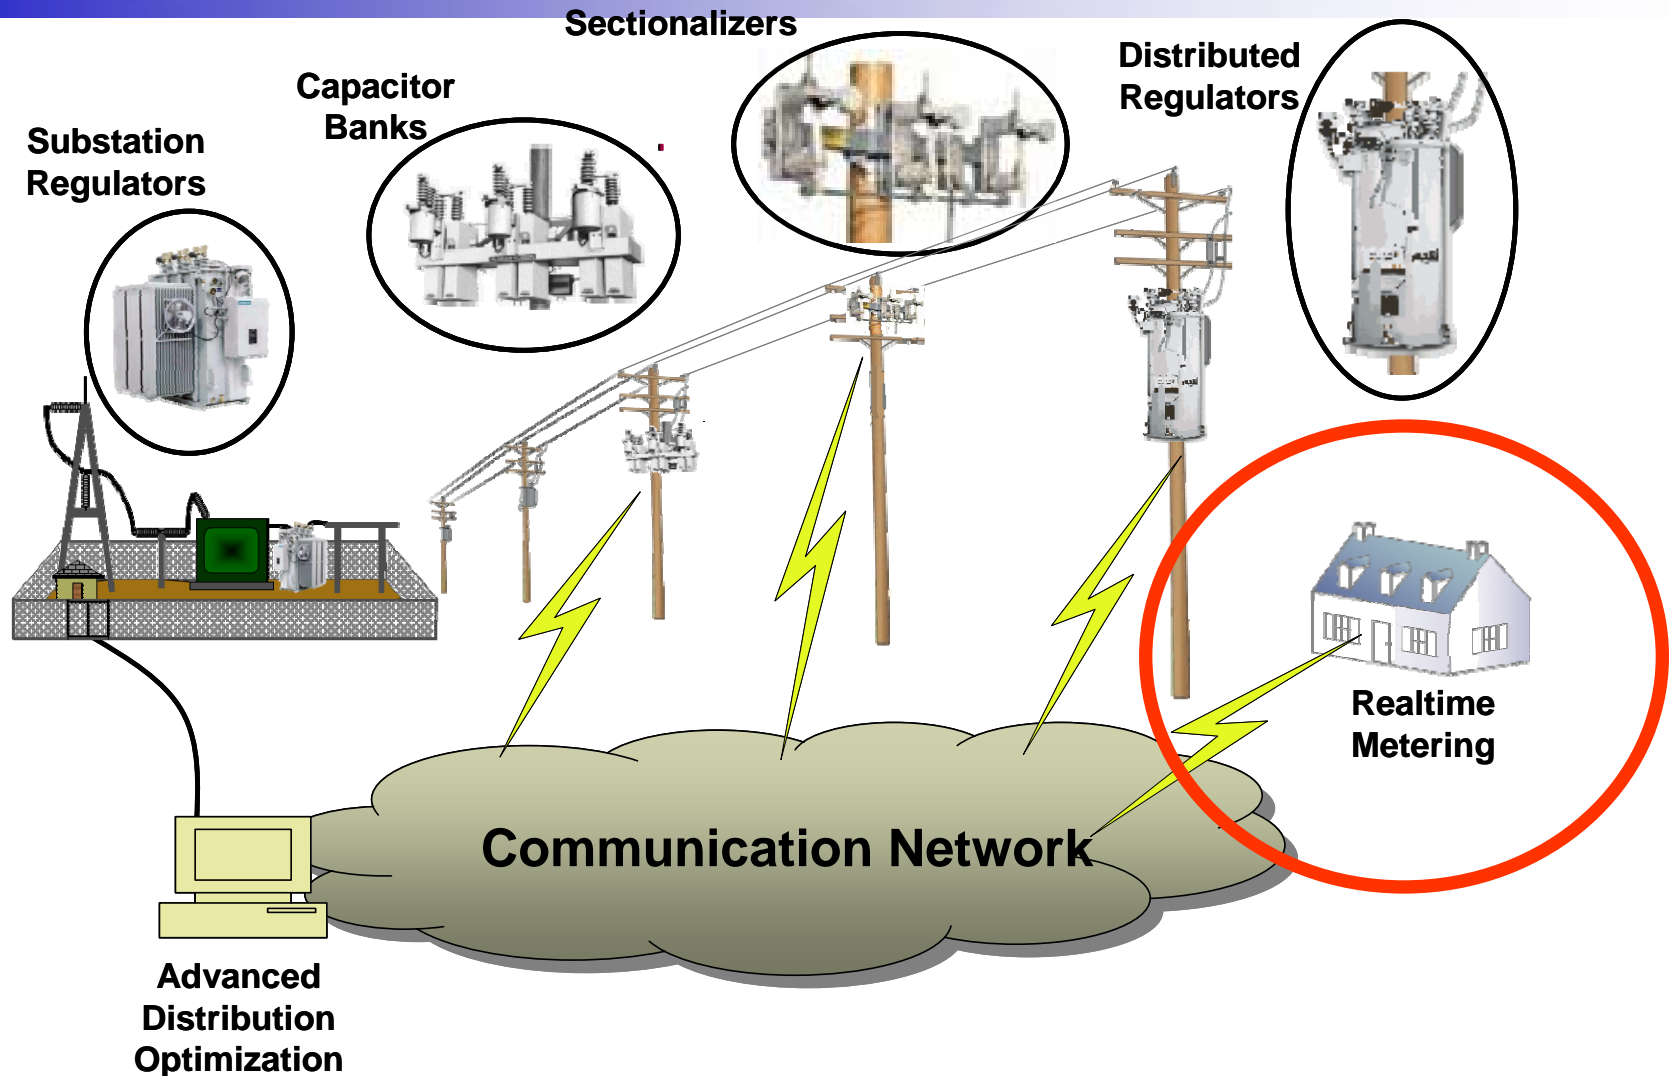 Sectionalizers
Distributed
Regulators
Capacitor
Banks
Substation
Regulators
Realtime
Metering
Communication Network
Advanced
Distribution
Optimization